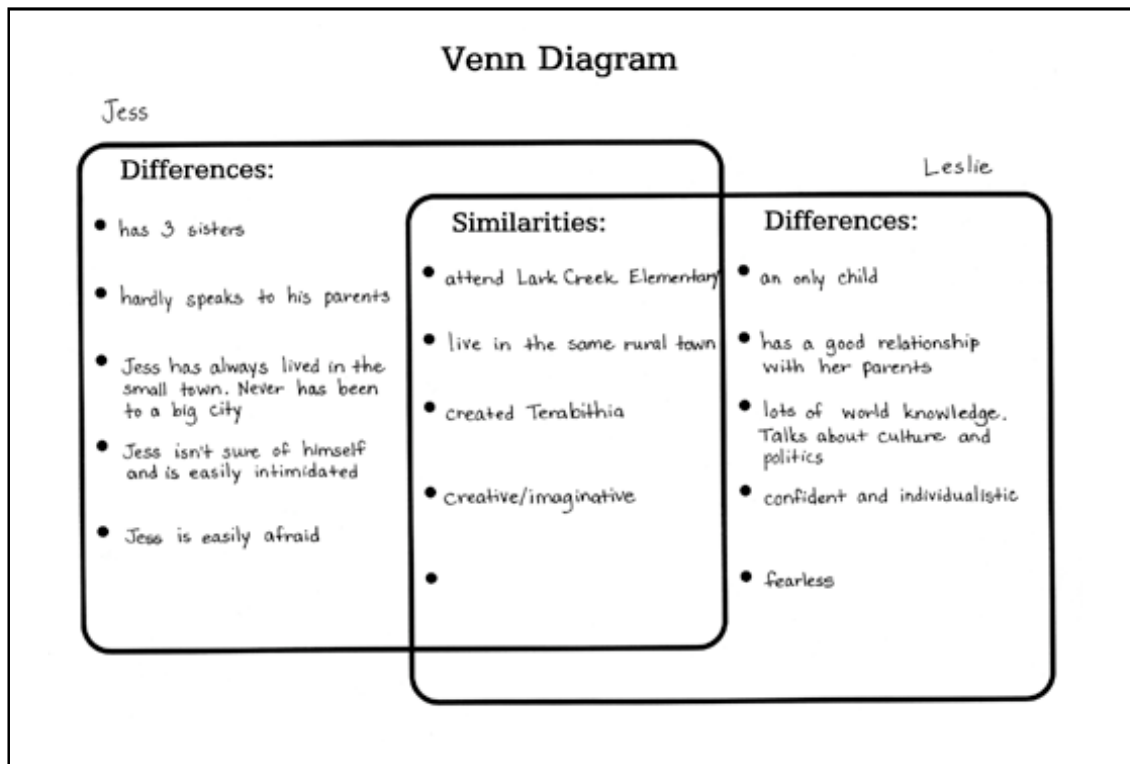 Venn Diagram
Jess
Differences:
• has 3 sisters
• hardly speaks to his parents
• Jess has always lived in the
small town. Never has been
to a big city
• Jess isn't sure of himself
and is easily intimidated
• Jess is easily afraid
Similarities:
• attend Lark Creek Elementary
• live in the same rural town
• created Terabithia
• creative/imaginative
•
Leslie
Differences:
• an only child
• has a good relationship
with her parents
• lots of world knowledge.
Talks about culture and
politics
• confident and individualistic
• fearless